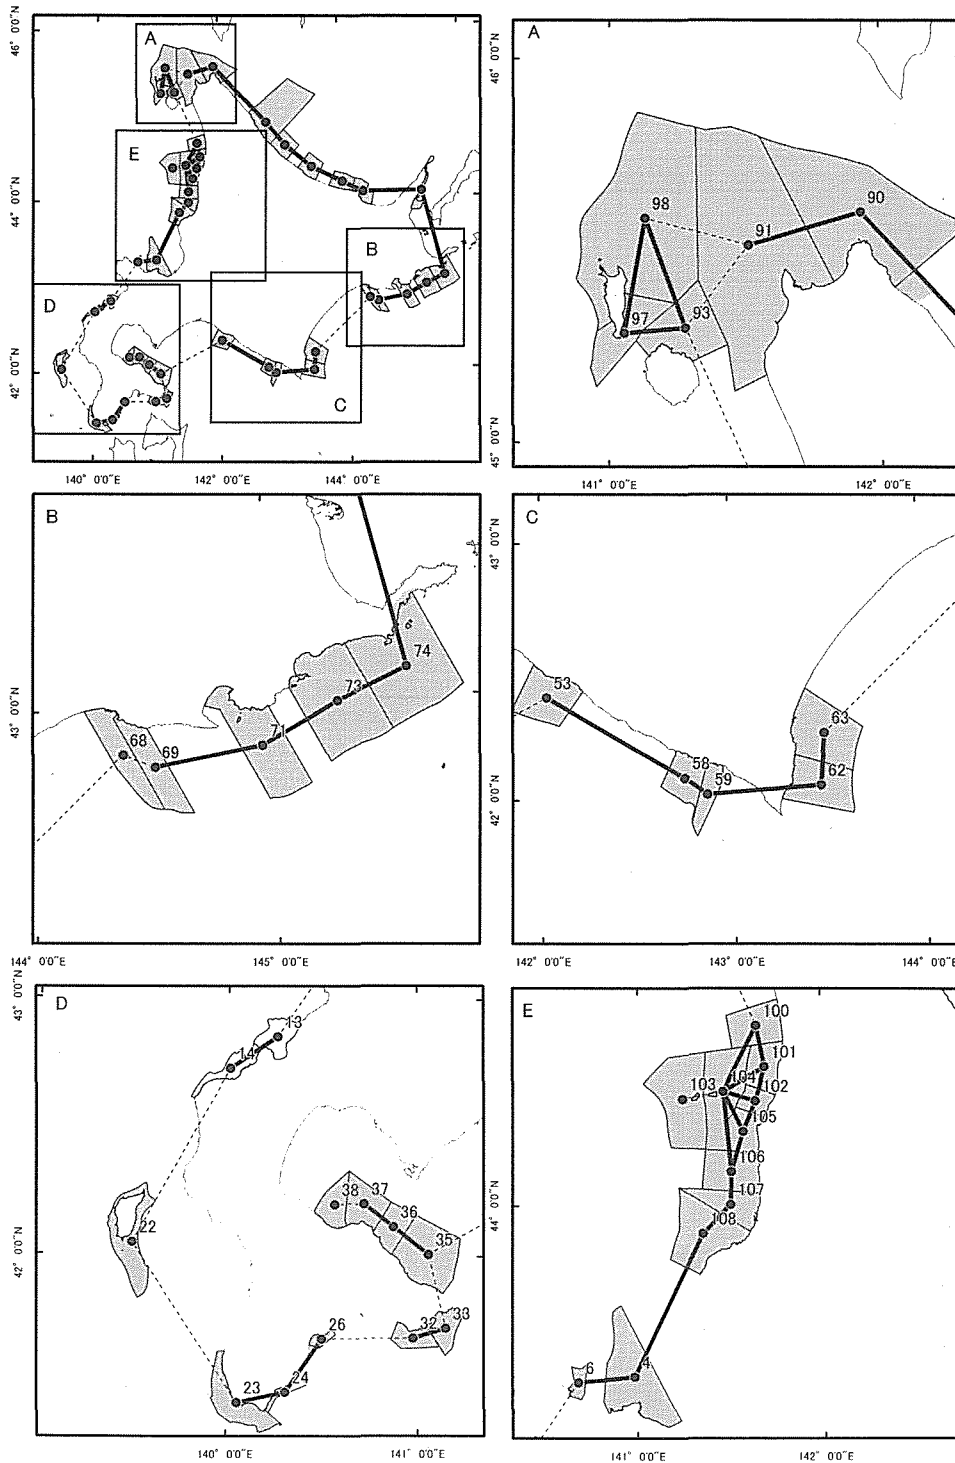 A
E
B
D
C
46° 0'0"N
44° 0'0"N
42° 0'0"N
140° 0'0"E
142° 0'0"E
144° 0'0"E
A
98
91
90
97
93
46° 0'0"N
45° 0'0"N
141° 0'0"E
142° 0'0"E
B
74
73
71
68
69
43° 0'0"N
144° 0'0"E
145° 0'0"E
C
53
63
58
59
62
43° 0'0"N
42° 0'0"N
142° 0'0"E
143° 0'0"E
144° 0'0"E
D
13
14
38
37
22
36
35
26
32
33
24
23
43° 0'0"N
42° 0'0"N
140° 0'0"E
141° 0'0"E
E
100
101
103
104
102
105
106
107
108
6
4
44° 0'0"N
141° 0'0"E
142° 0'0"E